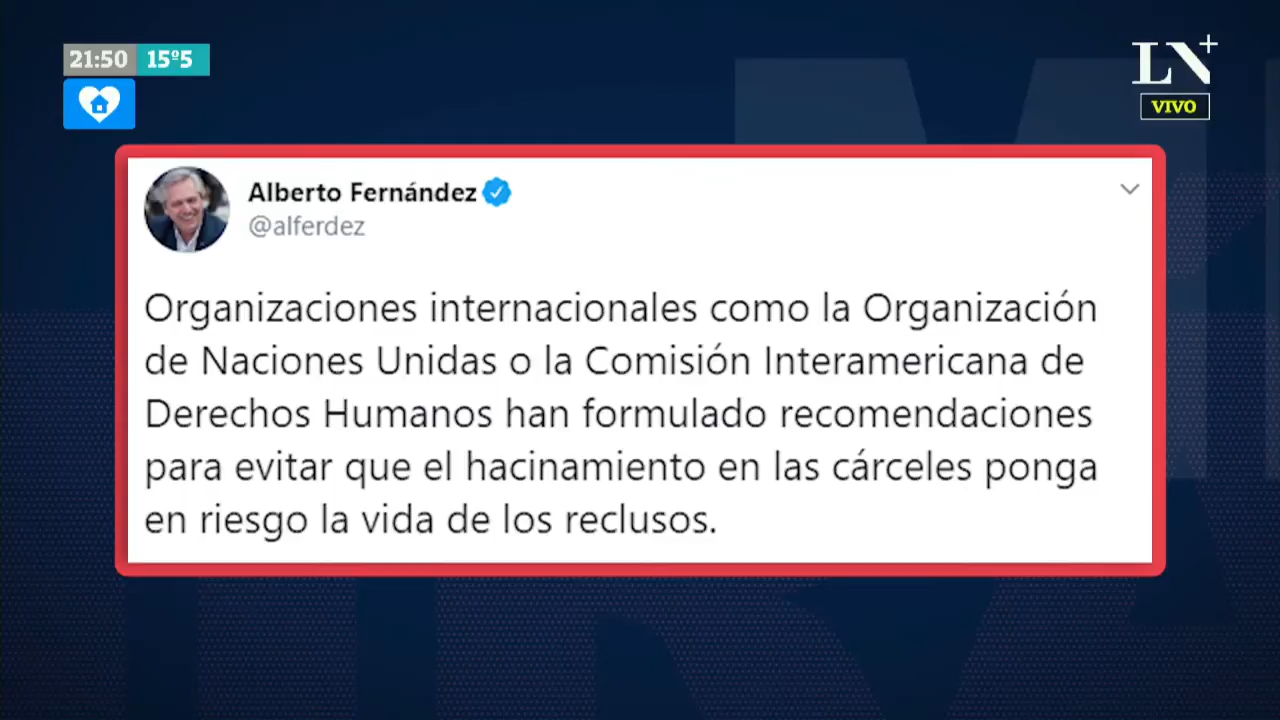 21:50 15º5
LN+
VIVO
Alberto Fernández
@alferdez
Organizaciones internacionales como la Organización
de Naciones Unidas o la Comisión Interamericana de
Derechos Humanos han formulado recomendaciones
para evitar que el hacinamiento en las cárceles ponga
en riesgo la vida de los reclusos.